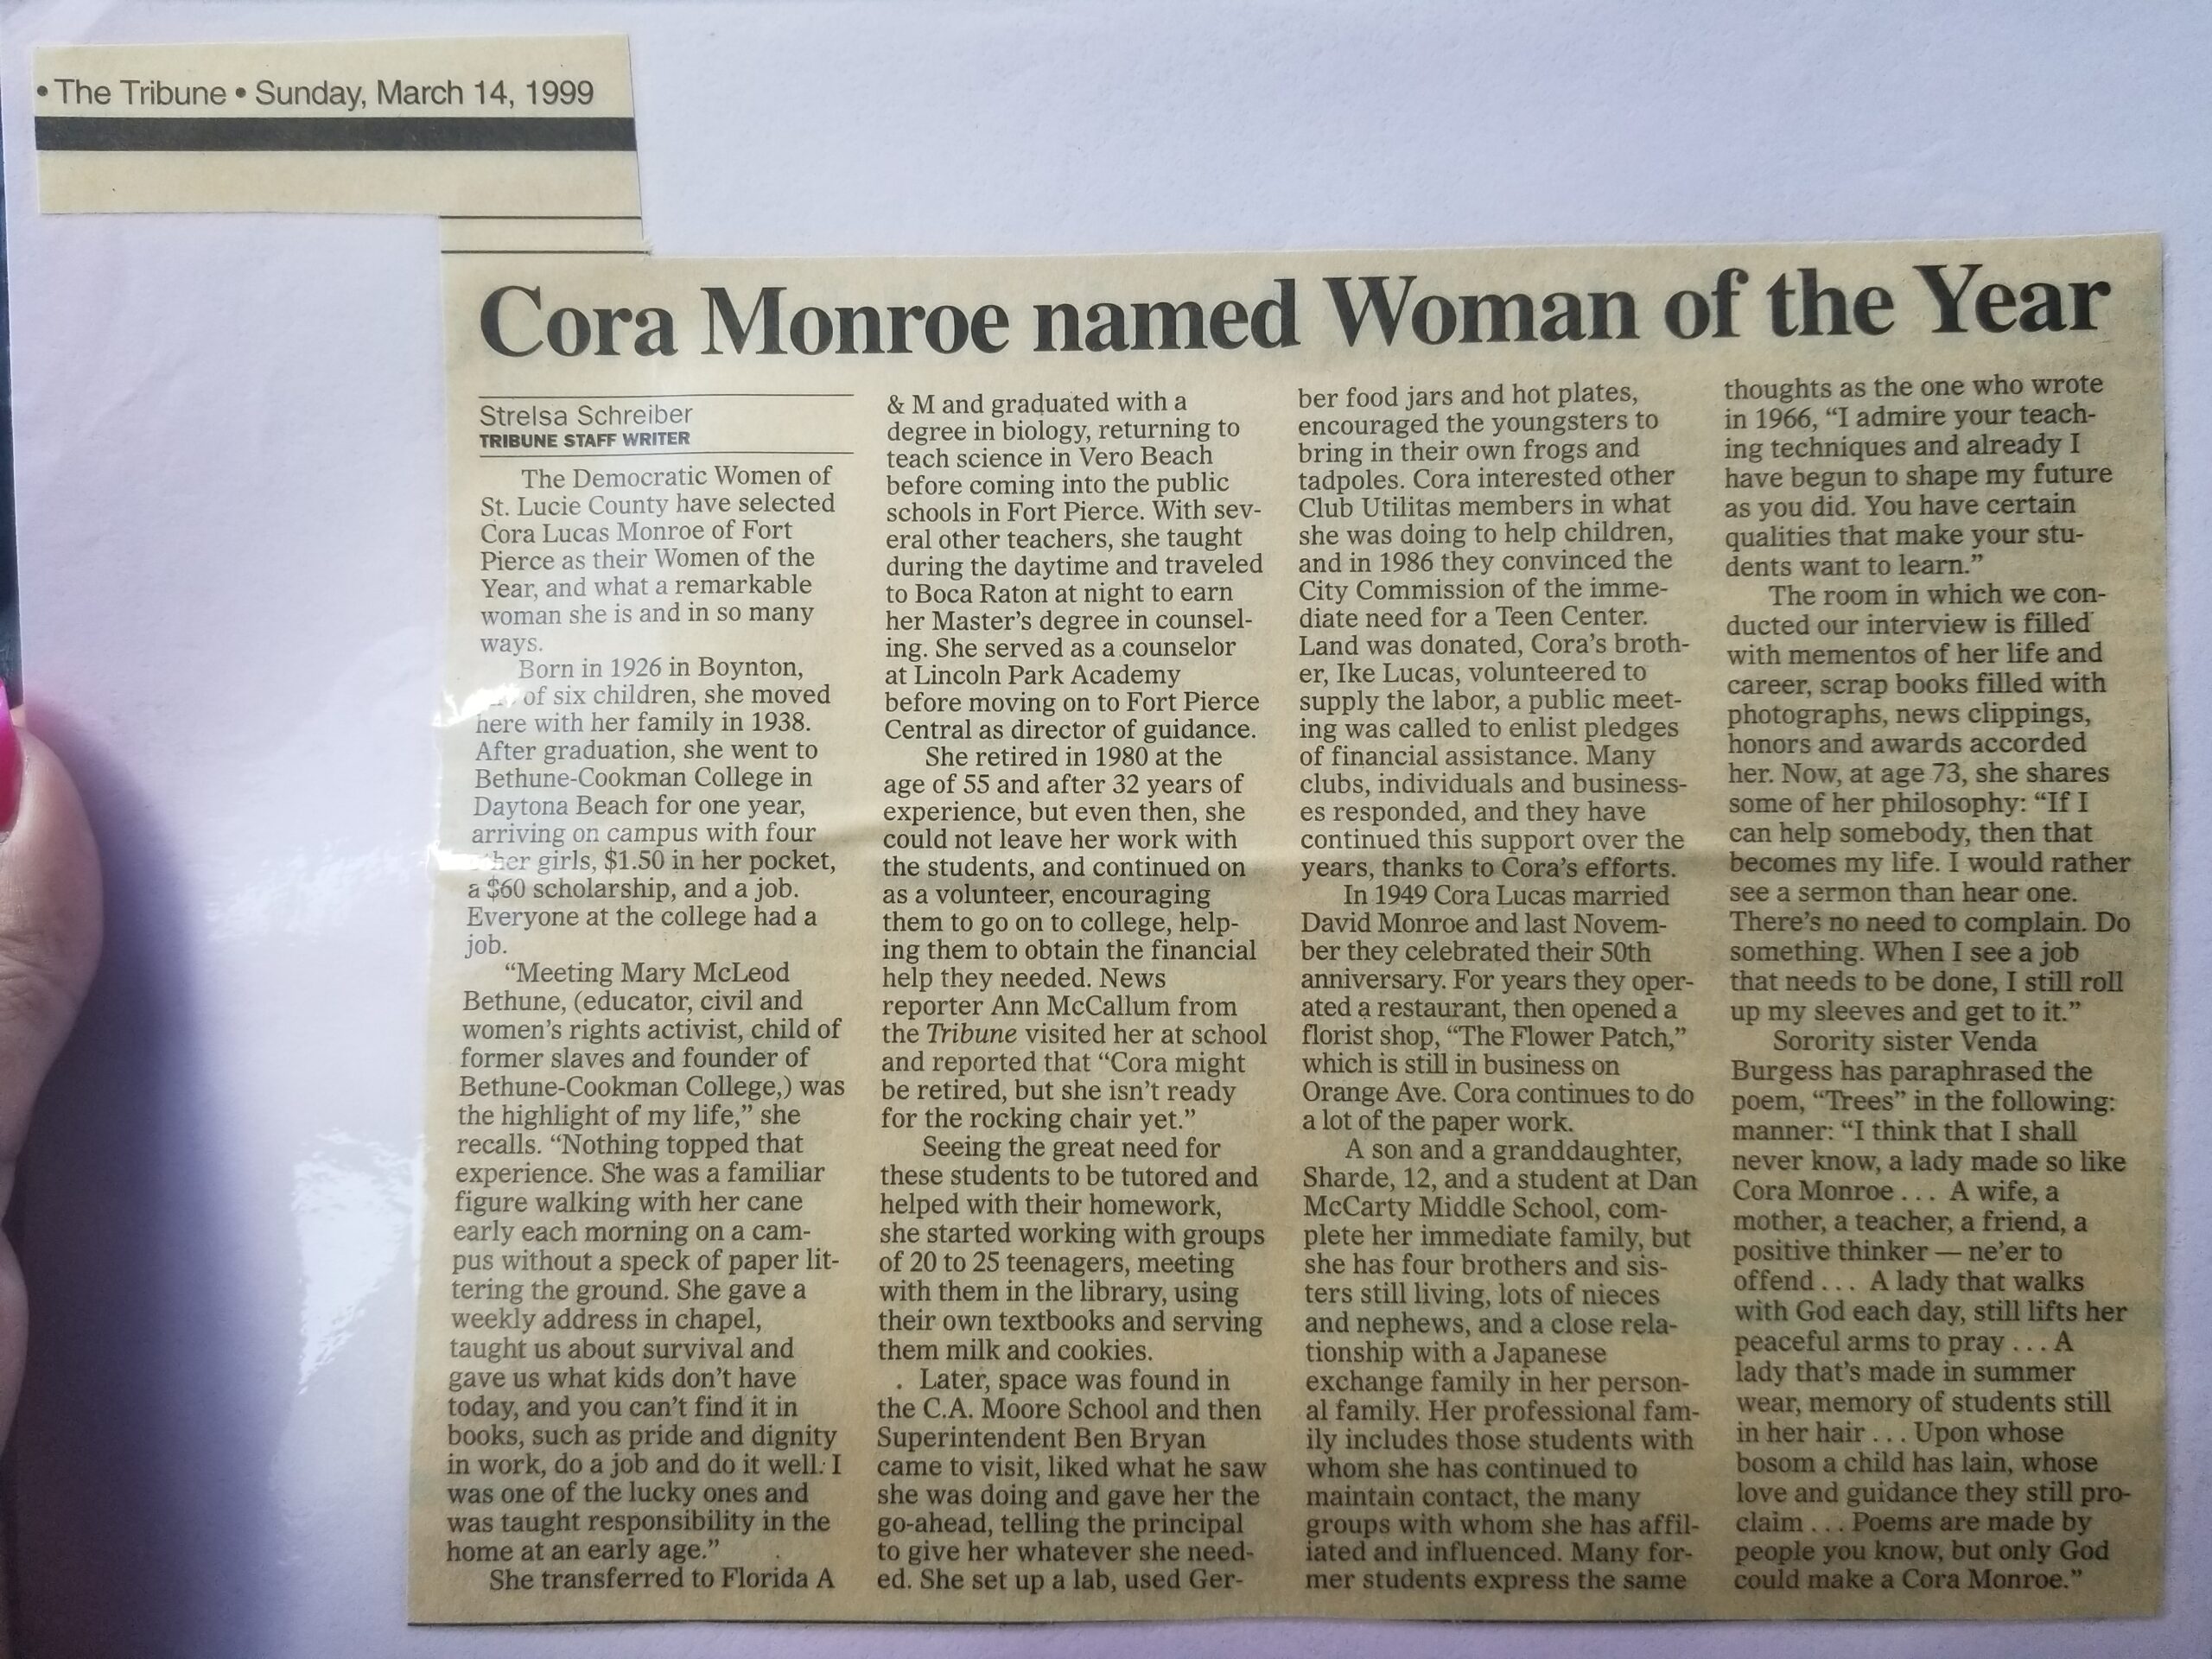 • The Tribune • Sunday, March 14, 1999
Cora Monroe named Woman of the Year
Strelsa Schreiber
TRIBUNE STAFF WRITER
The Democratic Women of
St. Lucie County have selected
Cora Lucas Monroe of Fort
Pierce as their Women of the
Year, and what a remarkable
woman she is and in so many
ways.
Born in 1926 in Boynton,
of six children, she moved
here with her family in 1938.
After graduation, she went to
Bethune-Cookman College in
Daytona Beach for one year,
arriving on campus with four
girls, $1.50 in her pocket,
a $60 scholarship, and a job.
Everyone at the college had a
job.
“Meeting Mary McLeod
Bethune, (educator, civil and
women’s rights activist, child of
former slaves and founder of
Bethune-Cookman College,) was
the highlight of my life,” she
recalls. “Nothing topped that
experience. She was a familiar
figure walking with her cane
early each morning on a cam-
pus without a speck of paper lit-
tering the ground. She gave a
weekly address in chapel,
taught us about survival and
gave us what kids don’t have
today, and you can’t find it in
books, such as pride and dignity
in work, do a job and do it well. I
was one of the lucky ones and
was taught responsibility in the
home at an early age.”
She transferred to Florida A
& M and graduated with a
degree in biology, returning to
teach science in Vero Beach
before coming into the public
schools in Fort Pierce. With sev-
eral other teachers, she taught
during the daytime and traveled
to Boca Raton at night to earn
her Master’s degree in counsel-
ing. She served as a counselor
at Lincoln Park Academy
before moving on to Fort Pierce
Central as director of guidance.
She retired in 1980 at the
age of 55 and after 32 years of
experience, but even then, she
could not leave her work with
the students, and continued on
as a volunteer, encouraging
them to go on to college, help-
ing them to obtain the financial
help they needed. News
reporter Ann McCallum from
the Tribune visited her at school
and reported that “Cora might
be retired, but she isn’t ready
for the rocking chair yet.”
Seeing the great need for
these students to be tutored and
helped with their homework,
she started working with groups
of 20 to 25 teenagers, meeting
with them in the library, using
their own textbooks and serving
them milk and cookies.
Later, space was found in
the C.A. Moore School and then
Superintendent Ben Bryan
came to visit, liked what he saw
she was doing and gave her the
go-ahead, telling the principal
to give her whatever she need-
ed. She set up a lab, used Ger-
ber food jars and hot plates,
encouraged the youngsters to
bring in their own frogs and
tadpoles. Cora interested other
Club Utilitas members in what
she was doing to help children,
and in 1986 they convinced the
City Commission of the imme-
diate need for a Teen Center.
Land was donated, Cora’s broth-
er, Ike Lucas, volunteered to
supply the labor, a public meet-
ing was called to enlist pledges
of financial assistance. Many
clubs, individuals and business-
es responded, and they have
continued this support over the
years, thanks to Cora’s efforts.
In 1949 Cora Lucas married
David Monroe and last Novem-
ber they celebrated their 50th
anniversary. For years they oper-
ated a restaurant, then opened a
florist shop, “The Flower Patch,”
which is still in business on
Orange Ave. Cora continues to do
a lot of the paper work.
A son and a granddaughter,
Sharde, 12, and a student at Dan
McCarty Middle School, com-
plete her immediate family, but
she has four brothers and sis-
ters still living, lots of nieces
and nephews, and a close rela-
tionship with a Japanese
exchange family in her person-
al family. Her professional fam-
ily includes those students with
whom she has continued to
maintain contact, the many
groups with whom she has affil-
iated and influenced. Many for-
mer students express the same
thoughts as the one who wrote
in 1966, “I admire your teach-
ing techniques and already I
have begun to shape my future
as you did. You have certain
qualities that make your stu-
dents want to learn.”
The room in which we con-
ducted our interview is filled
with mementos of her life and
career, scrap books filled with
photographs, news clippings,
honors and awards accorded
her. Now, at age 73, she shares
some of her philosophy: “If I
can help somebody, then that
becomes my life. I would rather
see a sermon than hear one.
There’s no need to complain. Do
something. When I see a job
that needs to be done, I still roll
up my sleeves and get to it.”
Sorority sister Venda
Burgess has paraphrased the
poem, “Trees” in the following:
manner: “I think that I shall
never know, a lady made so like
Cora Monroe . . . A wife, a
mother, a teacher, a friend, a
positive thinker — ne’er to
offend . . . A lady that walks
with God each day, still lifts her
peaceful arms to pray . . . A
lady that’s made in summer
wear, memory of students still
in her hair . . . Upon whose
bosom a child has lain, whose
love and guidance they still pro-
claim . . . Poems are made by
people you know, but only God
could make a Cora Monroe.”